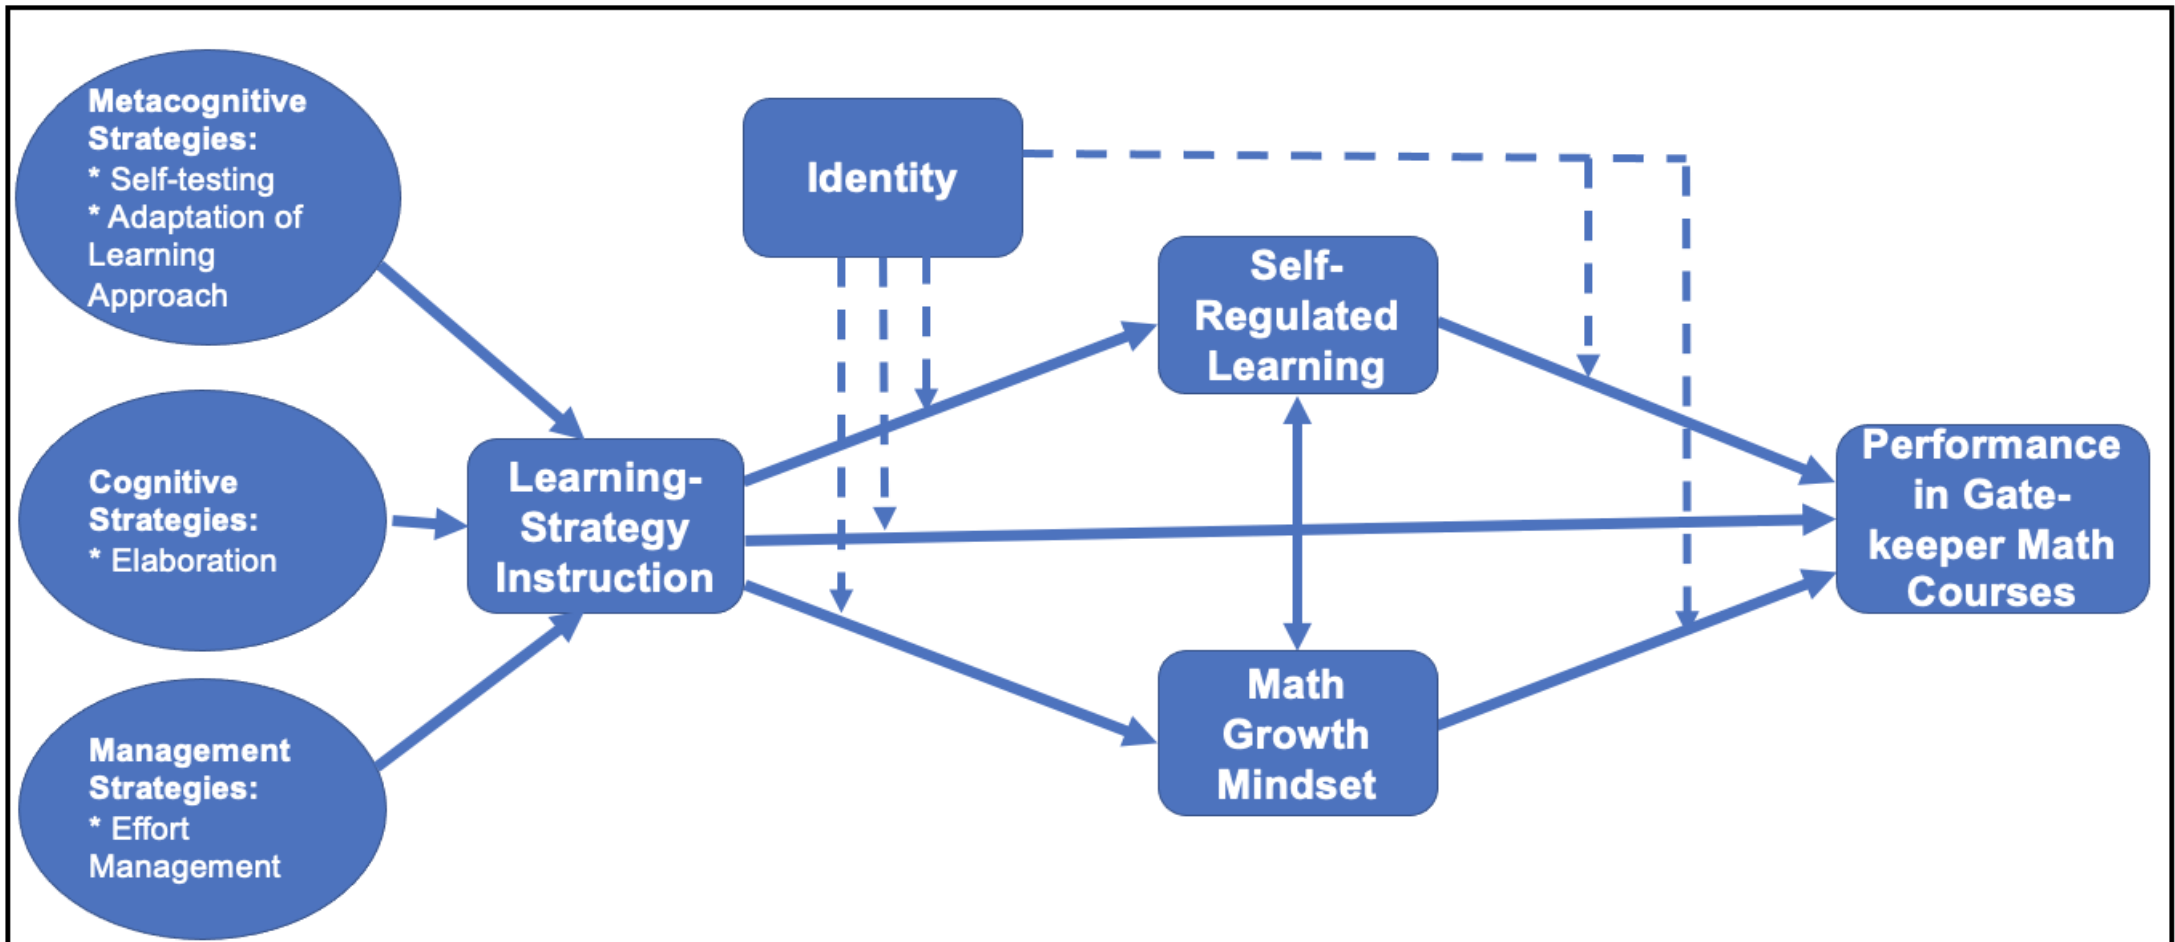 Metacognitive
Strategies:
* Self-testing
* Adaptation of
Learning
Approach
Cognitive
Strategies:
* Elaboration
Management
Strategies:
* Effort
Management
Learning-
Strategy
Instruction
Identity
Self-
Regulated
Learning
Math
Growth
Mindset
Performance
in Gate-
keeper Math
Courses